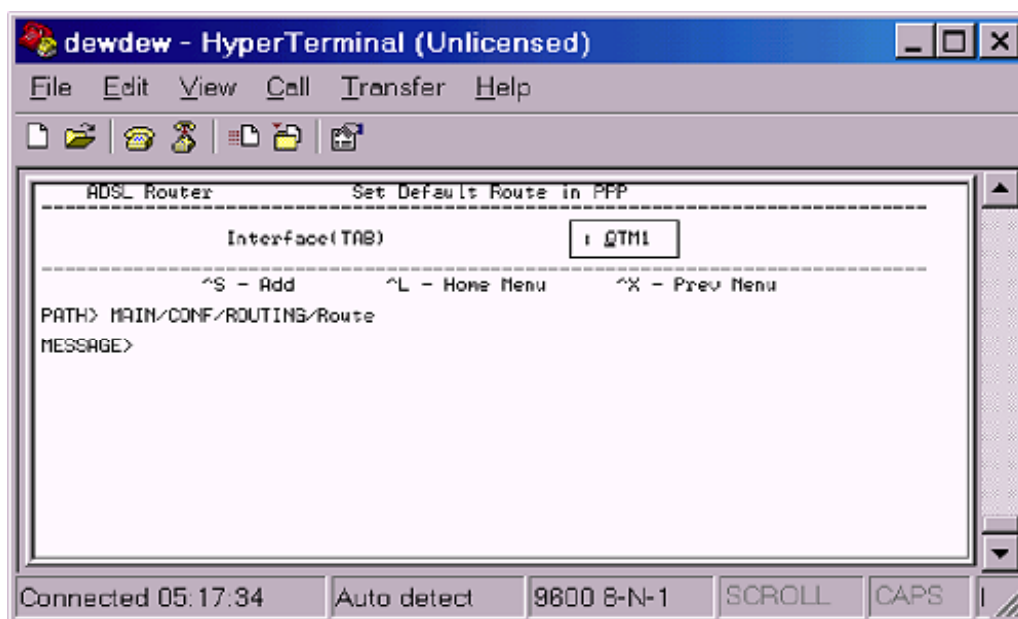 dewdew - HyperTerminal (Unlicensed)
File Edit View Call Transfer Help
ADSL Router Set Default Route in PPP
Interface(TAB) : ATM1
^S - Add ^L - Home Menu ^X - Prev Menu
PATH> MAIN/CONF/ROUTING/Route
MESSAGE>
Connected 05:17:34 Auto detect 9600 8-N-1 SCROLL CAPS